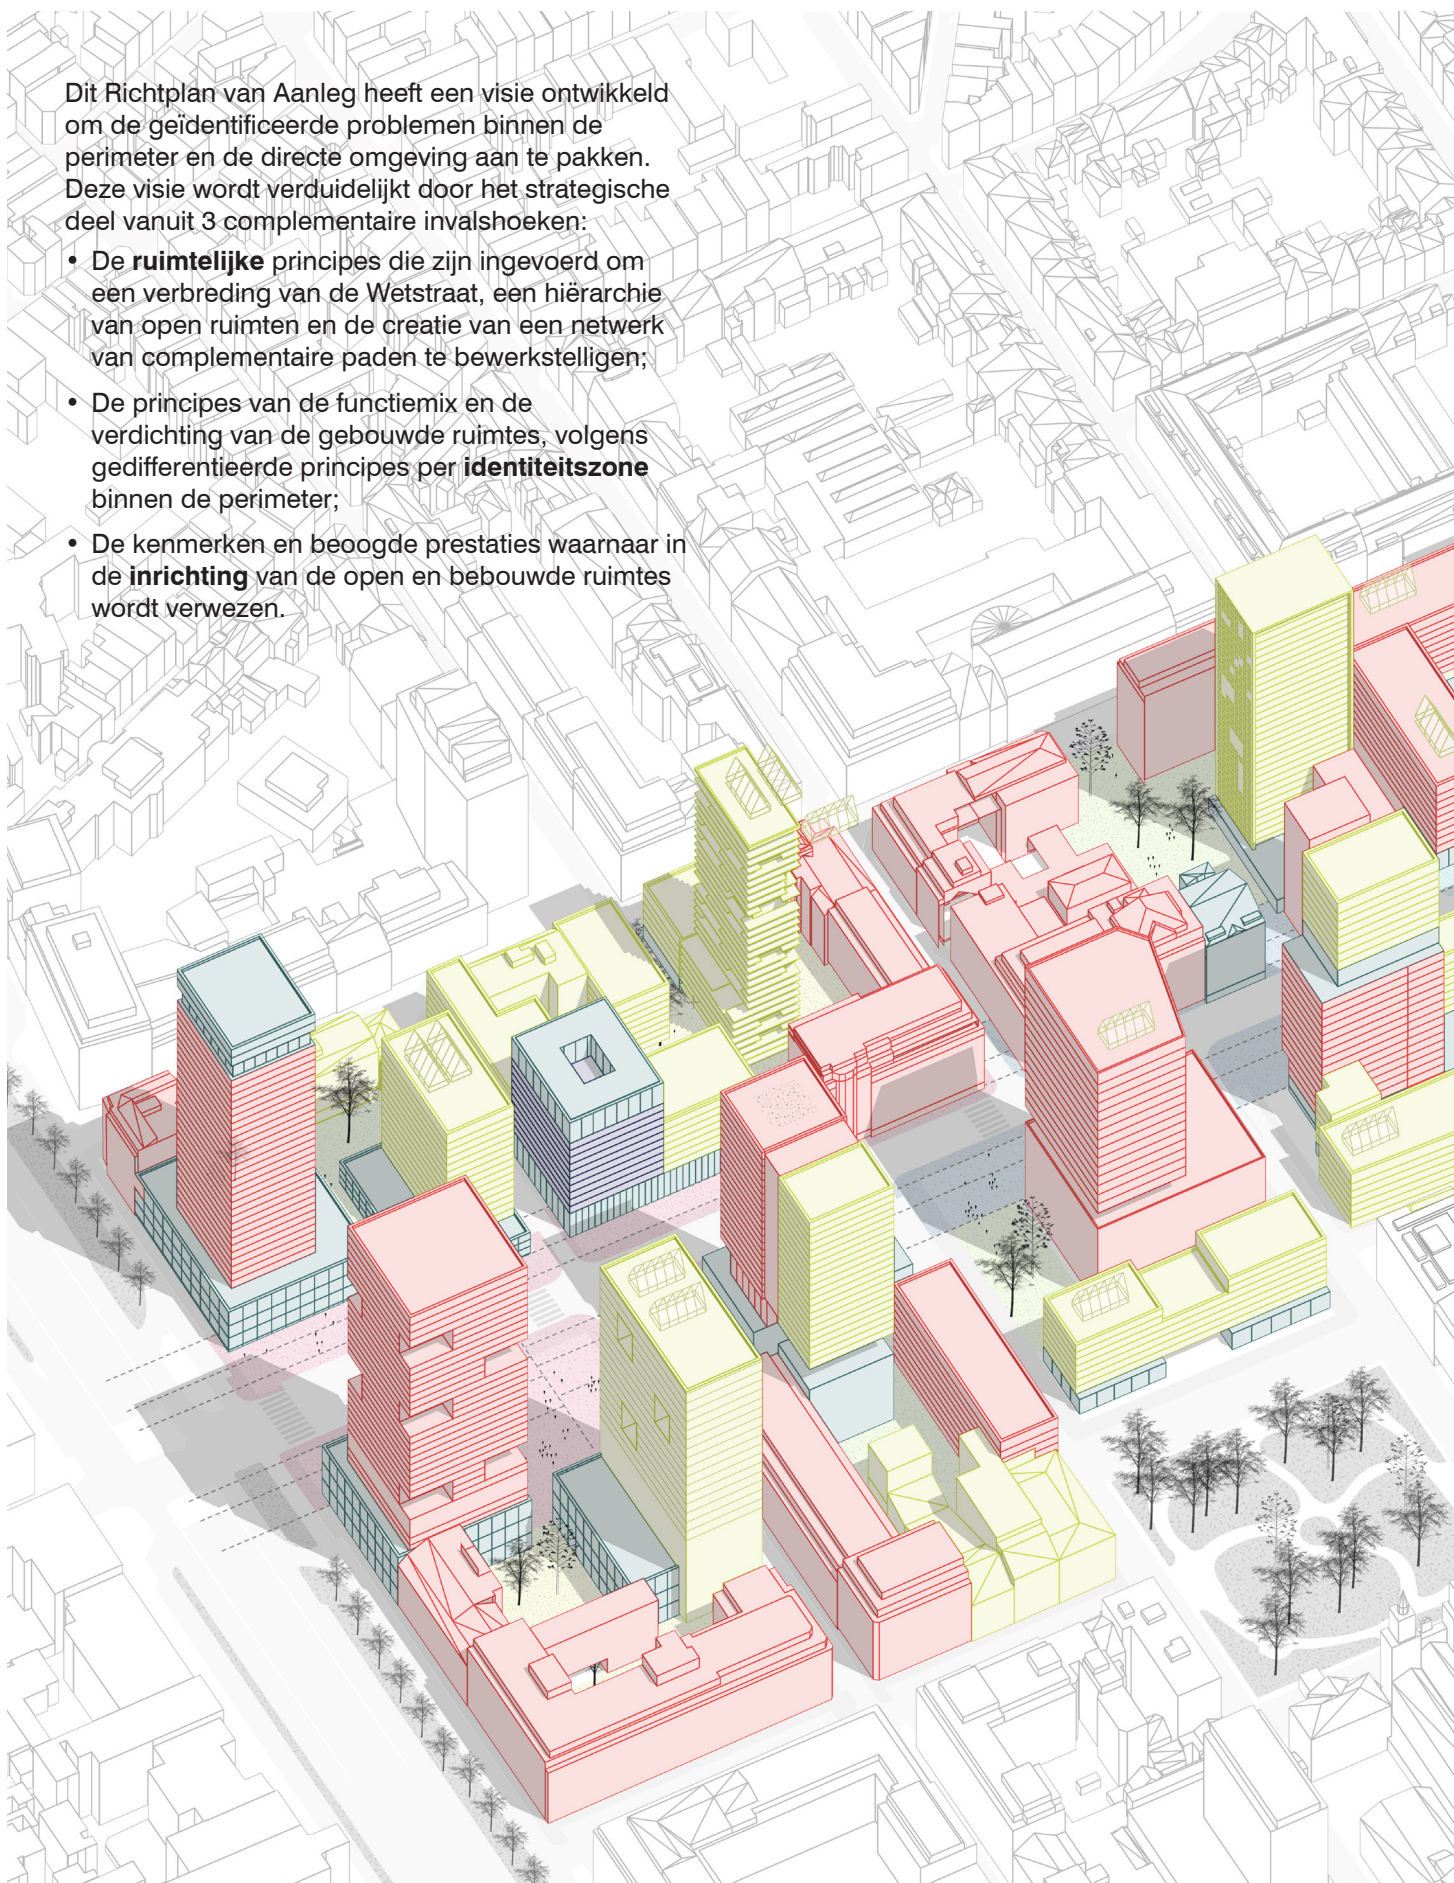 Dit Richtplan van Aanleg heeft een visie ontwikkeld
om de geïdentificeerde problemen binnen de
perimeter en de directe omgeving aan te pakken.
Deze visie wordt verduidelijkt door het strategische
deel vanuit 3 complementaire invalshoeken:
• De ruimtelijke principes die zijn ingevoerd om
een verbreding van de Wetstraat, een hiërarchie
van open ruimten en de creatie van een netwerk
van complementaire paden te bewerkstelligen;
• De principes van de functiemix en de
verdichting van de gebouwde ruimtes, volgens
gedifferentieerde principes per identiteitszone
binnen de perimeter;
• De kenmerken en beoogde prestaties waarnaar in
de inrichting van de open en bebouwde ruimtes
wordt verwezen.